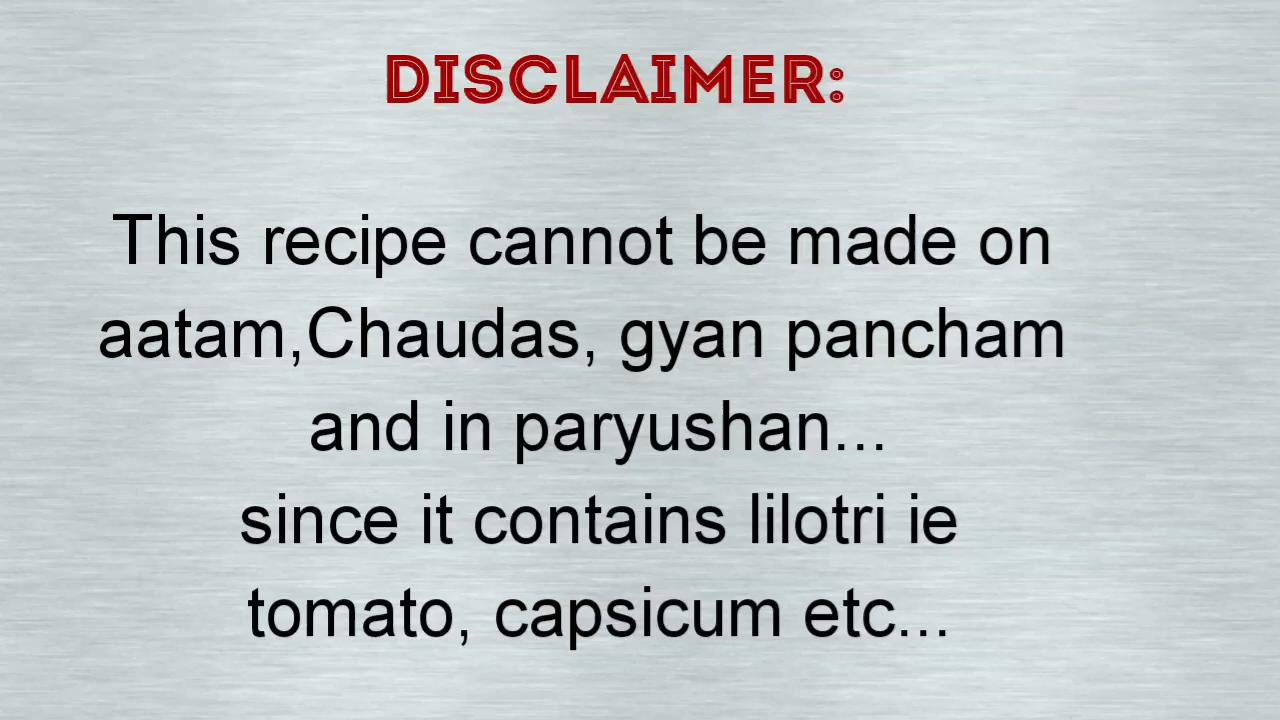 DISCLAIMER:
This recipe cannot be made on
aatam,Chaudas, gyan pancham
and in paryushan...
since it contains lilotri ie
tomato, capsicum etc...